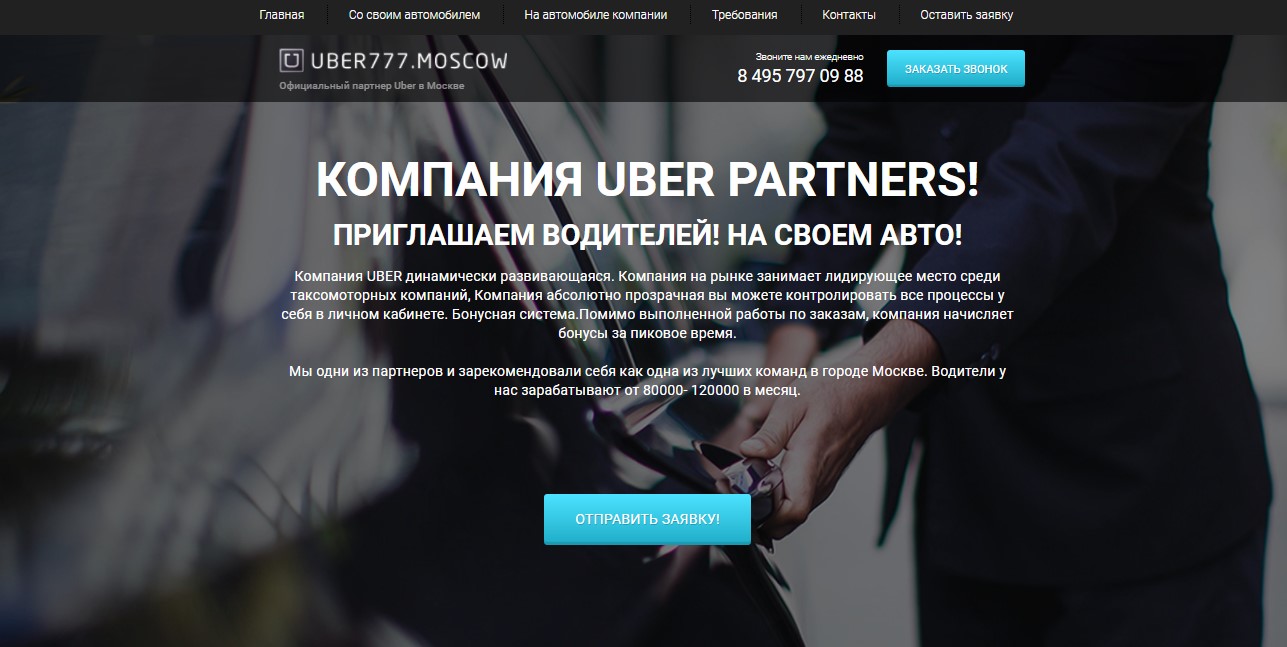 Главная
Со своим автомобилем
На автомобиле компании
Требования
Контакты
Оставить заявку
UBER777.MOSCOW
Официальный партнер Uber в Москве
Звоните нам ежедневно
8 495 797 09 88
ЗАКАЗАТЬ ЗВОНОК
КОМПАНИЯ UBER PARTNERS!
ПРИГЛАШАЕМ ВОДИТЕЛЕЙ! НА СВОЕМ АВТО!
Компания UBER динамически развивающаяся. Компания на рынке занимает лидирующее место среди
таксомоторных компаний, Компания абсолютно прозрачная вы можете контролировать все процессы у
себя в личном кабинете. Бонусная система.Помимо выполненной работы по заказам, компания начисляет
бонусы за пиковое время.
Мы одни из партнеров и зарекомендовали себя как одна из лучших команд в городе Москве. Водители у
нас зарабатывают от 80000- 120000 в месяц.
ОТПРАВИТЬ ЗАЯВКУ!